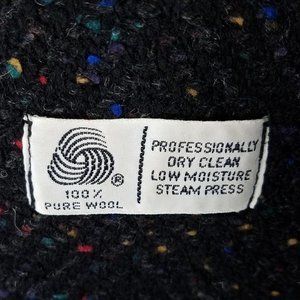 100%
PURE WOOL
®
PROFESSIONALLY
DRY CLEAN
LOW MOISTURE
STEAM PRESS